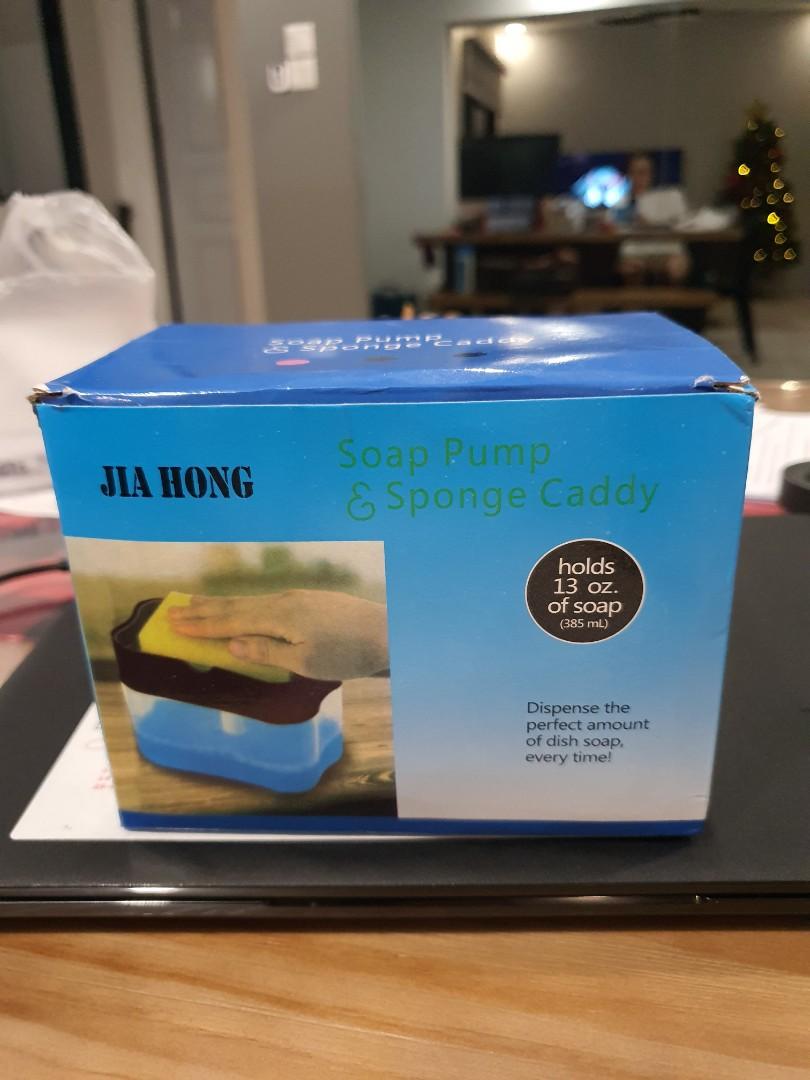 Soap Pump
& Sponge Caddy
JIA HONG
Soap Pump
& Sponge Caddy
holds
13 oz.
of soap
(385 mL)
Dispense the
perfect amount
of dish soap,
every time!